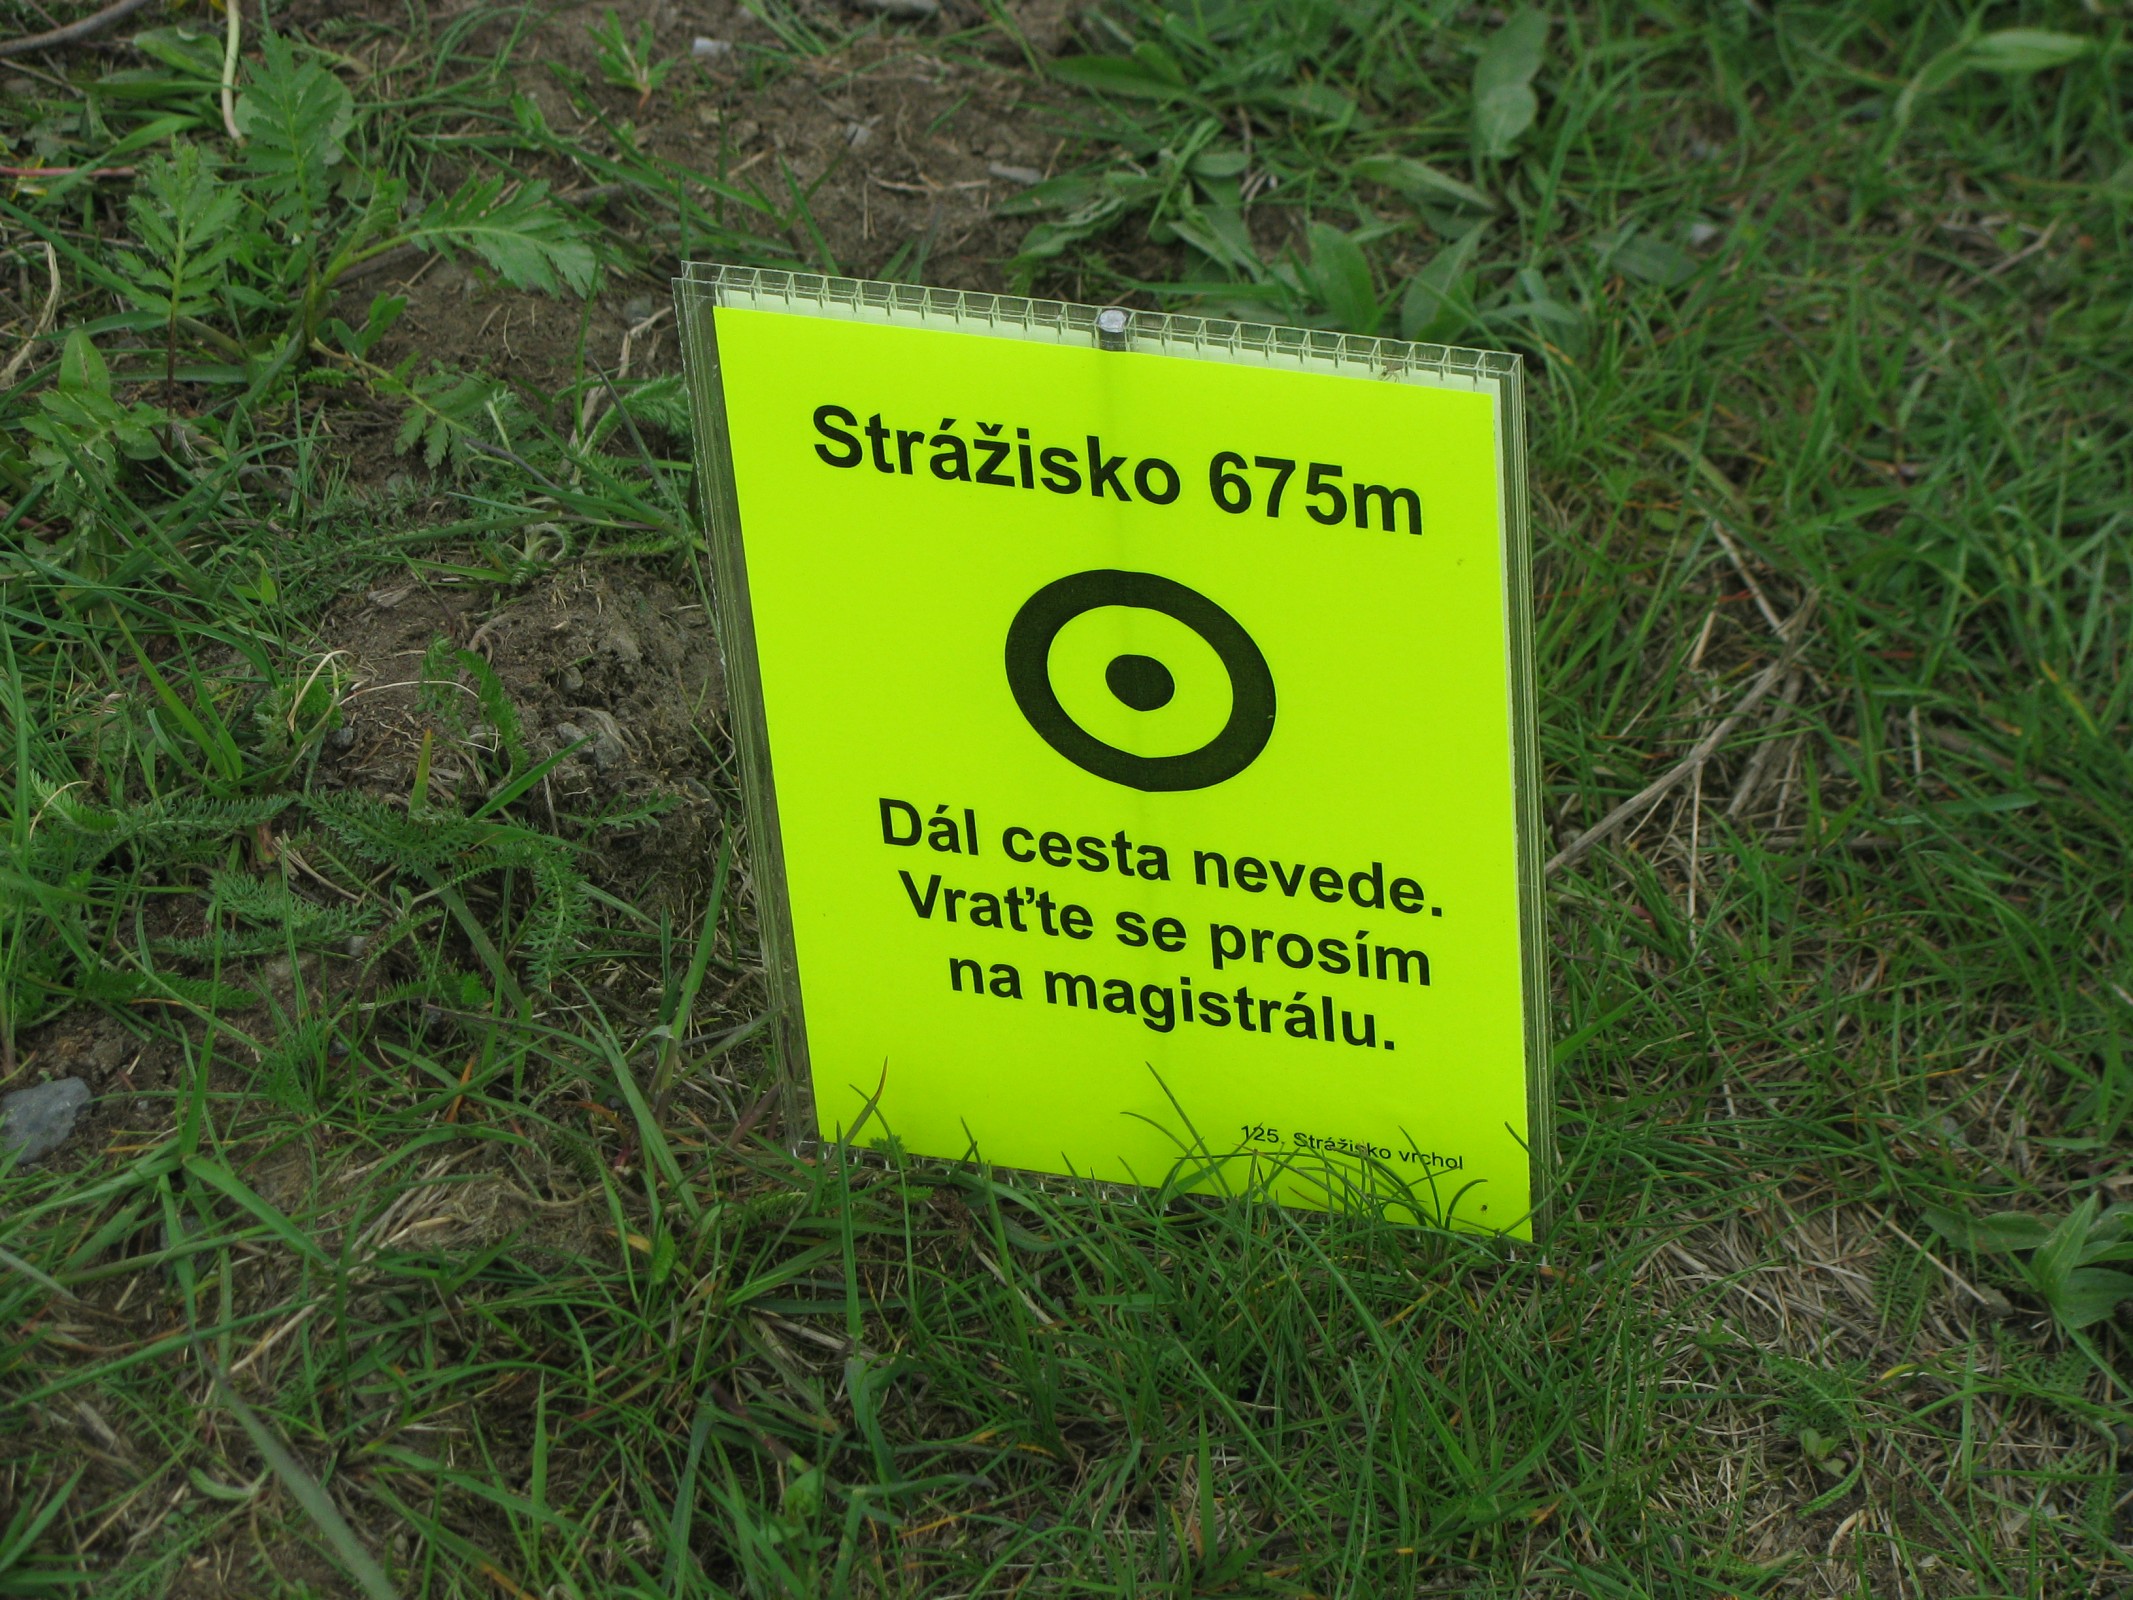 Strážisko 675m
Dál cesta nevede.
Vraťte se prosím
na magistrálu.
125. Strážisko vrchol